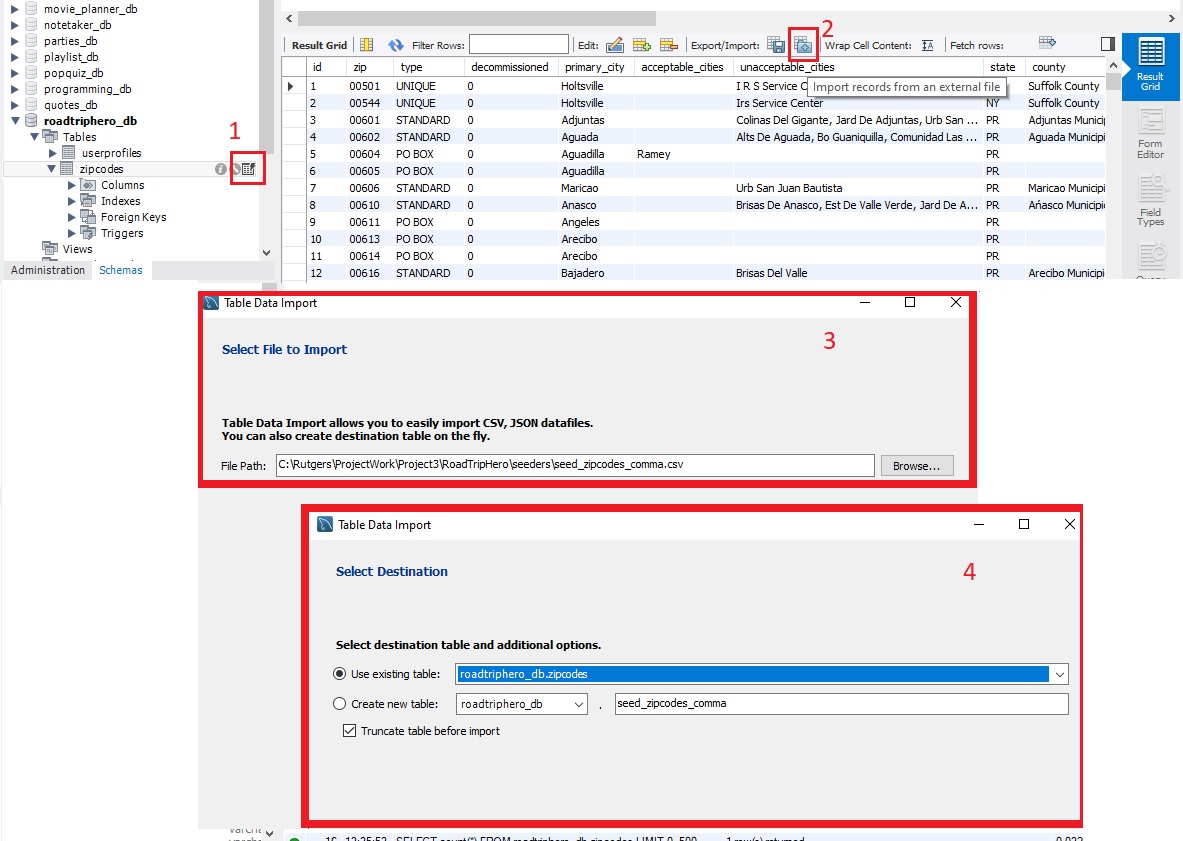 movie_planner_db
notetaker_db
parties_db
playlist_db
popquiz_db
programming_db
quotes_db
roadtriphero_db
Tables
1
userprofiles
zipcodes
Columns
Indexes
Foreign Keys
Triggers
Views
Administration Schemas
2
Result Grid Filter Rows: Edit: Export/Import: Wrap Cell Content: Fetch rows:
id zip type decommissioned primary_city acceptable_cities unacceptable_cities state county
1 00501 UNIQUE 0 Holtsville I R S Service C Suffolk County
Import records from an external file
2 00544 UNIQUE 0 Holtsville Irs Service Center NY Suffolk County
3 00601 STANDARD 0 Adjuntas Colinas Del Gigante, Jard De Adjuntas, Urb San ... PR Adjuntas Municip
4 00602 STANDARD 0 Aguada Alts De Aguada, Bo Guaniquilla, Comunidad Las ... PR Aguada Municipi
5 00604 PO BOX 0 Aguadilla Ramey PR
6 00605 PO BOX 0 Aguadilla PR
7 00606 STANDARD 0 Maricao Urb San Juan Bautista PR Maricao Municipi
8 00610 STANDARD 0 Anasco Brisas De Anasco, Est De Valle Verde, Jard De A... PR Añasco Municipi
9 00611 PO BOX 0 Angeles PR
10 00613 PO BOX 0 Arecibo PR
11 00614 PO BOX 0 Arecibo PR
12 00616 STANDARD 0 Bajadero Brisas Del Valle PR Arecibo Municipi
Result
Grid
Form
Editor
Field
Types
Table Data Import
3
Select File to Import
Table Data Import allows you to easily import CSV, JSON datafiles.
You can also create destination table on the fly.
File Path: C:\Rutgers\ProjectWork\Project3\RoadTripHero\seeders\seed_zipcodes_comma.csv Browse...
Table Data Import
4
Select Destination
Select destination table and additional options.
Use existing table: roadtriphero_db.zipcodes
Create new table: roadtriphero_db . seed_zipcodes_comma
Truncate table before import
SELECT count(*) FROM roadtriphero_db.zipcodes LIMIT 0, 500